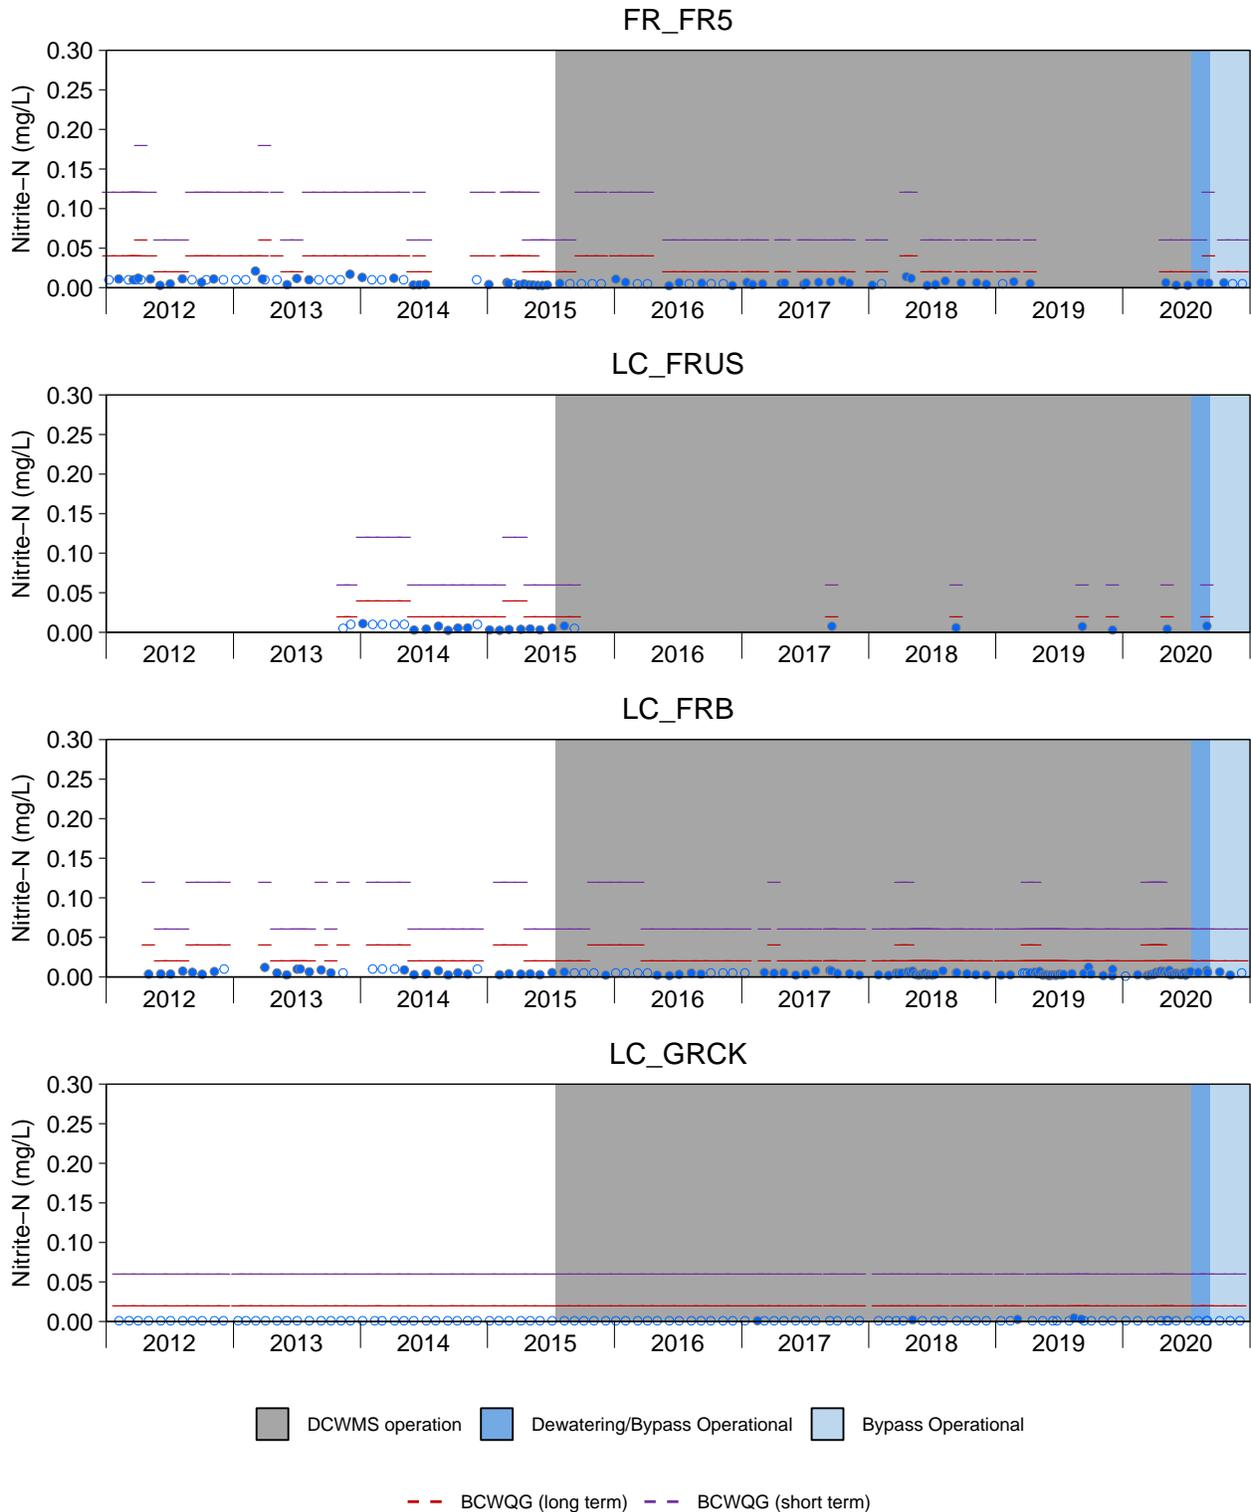 FR_FR5
Nitrite−N (mg/L)
0.30
0.25
0.20
0.15
0.10
0.05
0.00
2012 2013 2014 2015 2016 2017 2018 2019 2020
LC_FRUS
Nitrite−N (mg/L)
0.30
0.25
0.20
0.15
0.10
0.05
0.00
2012 2013 2014 2015 2016 2017 2018 2019 2020
LC_FRB
Nitrite−N (mg/L)
0.30
0.25
0.20
0.15
0.10
0.05
0.00
2012 2013 2014 2015 2016 2017 2018 2019 2020
LC_GRCK
Nitrite−N (mg/L)
0.30
0.25
0.20
0.15
0.10
0.05
0.00
2012 2013 2014 2015 2016 2017 2018 2019 2020
DCWMS operation Dewatering/Bypass Operational Bypass Operational
BCWQG (long term) BCWQG (short term)